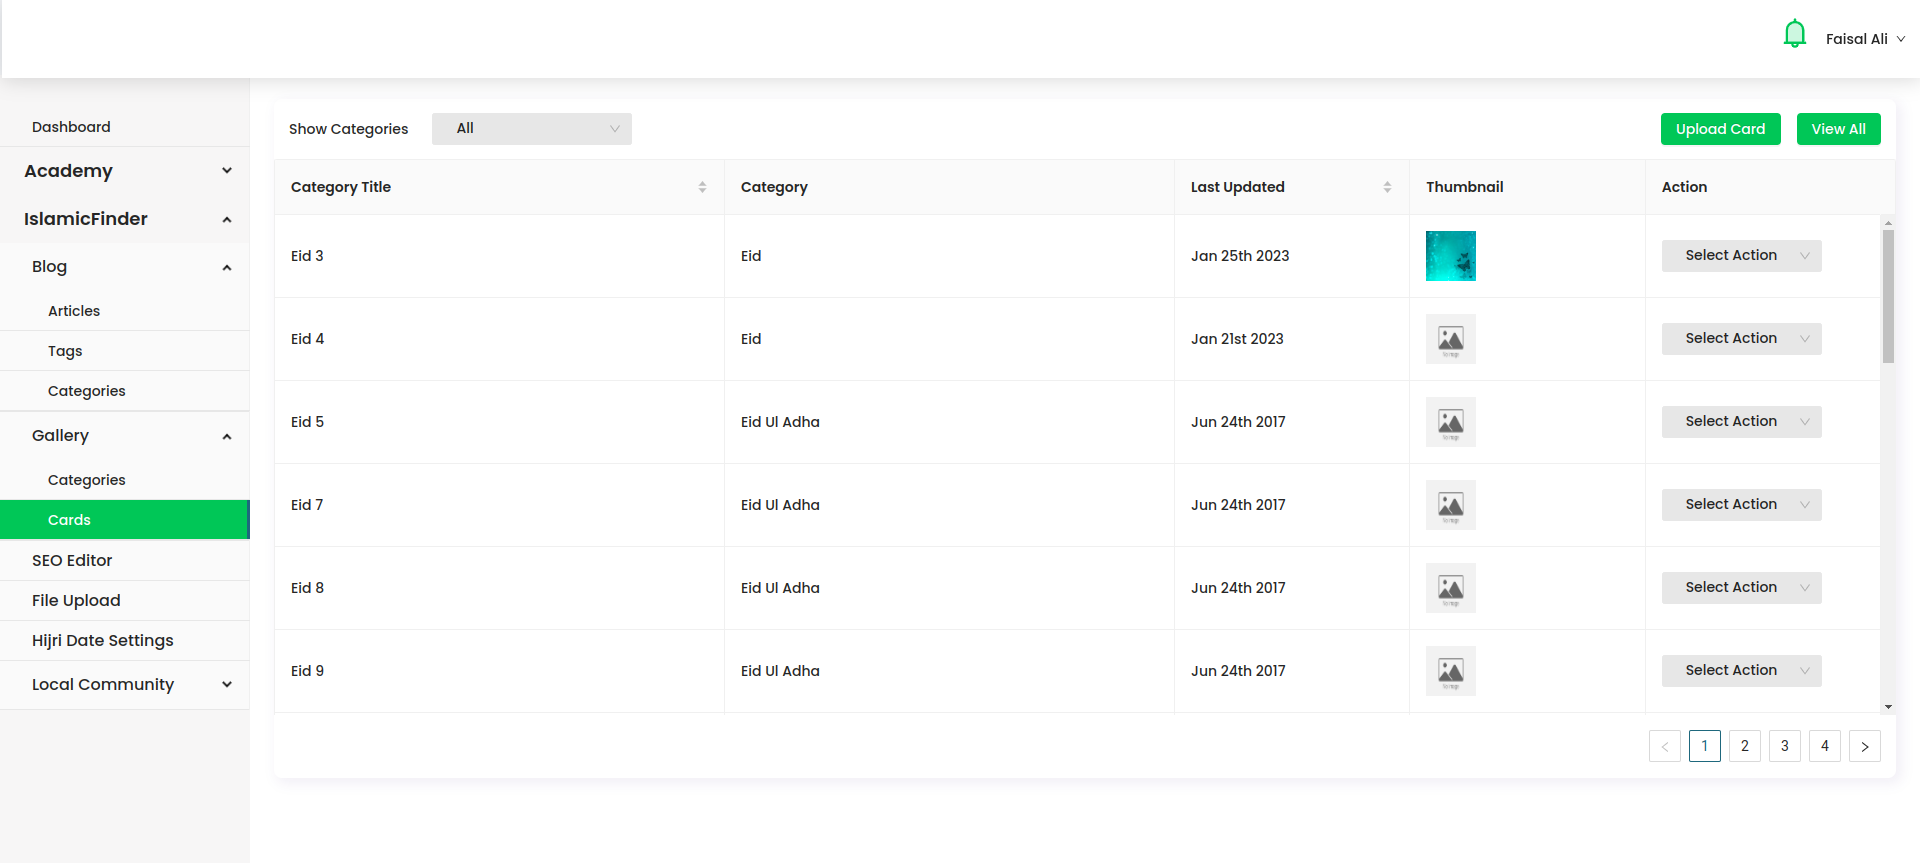 Faisal Ali
Dashboard
Academy
IslamicFinder
Blog
Articles
Tags
Categories
Gallery
Categories
Cards
SEO Editor
File Upload
Hijri Date Settings
Local Community
Show Categories All Upload Card View All
Category Title Category Last Updated Thumbnail Action
Eid 3 Eid Jan 25th 2023 Select Action
Eid 4 Eid Jan 21st 2023 Select Action
Eid 5 Eid Ul Adha Jun 24th 2017 Select Action
Eid 7 Eid Ul Adha Jun 24th 2017 Select Action
Eid 8 Eid Ul Adha Jun 24th 2017 Select Action
Eid 9 Eid Ul Adha Jun 24th 2017 Select Action
1 2 3 4